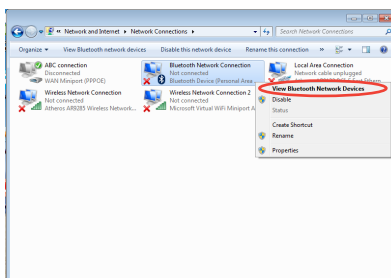 Network and Internet ▸ Network Connections ▸
Search Network Connections
Organize
View Bluetooth network devices
Disable this network device
Rename this connection
»
ABC connection
Disconnected
WAN Miniport (PPPOE)
Bluetooth Network Connection
Not connected
Bluetooth Device (Personal Area...
Local Area Connection
Network cable unplugged
Wireless Network Connection
Not connected
Atheros AR9285 Wireless Network...
Wireless Network Connection 2
Not connected
Microsoft Virtual WiFi Miniport A
View Bluetooth Network Devices
Disable
Status
Create Shortcut
Rename
Properties